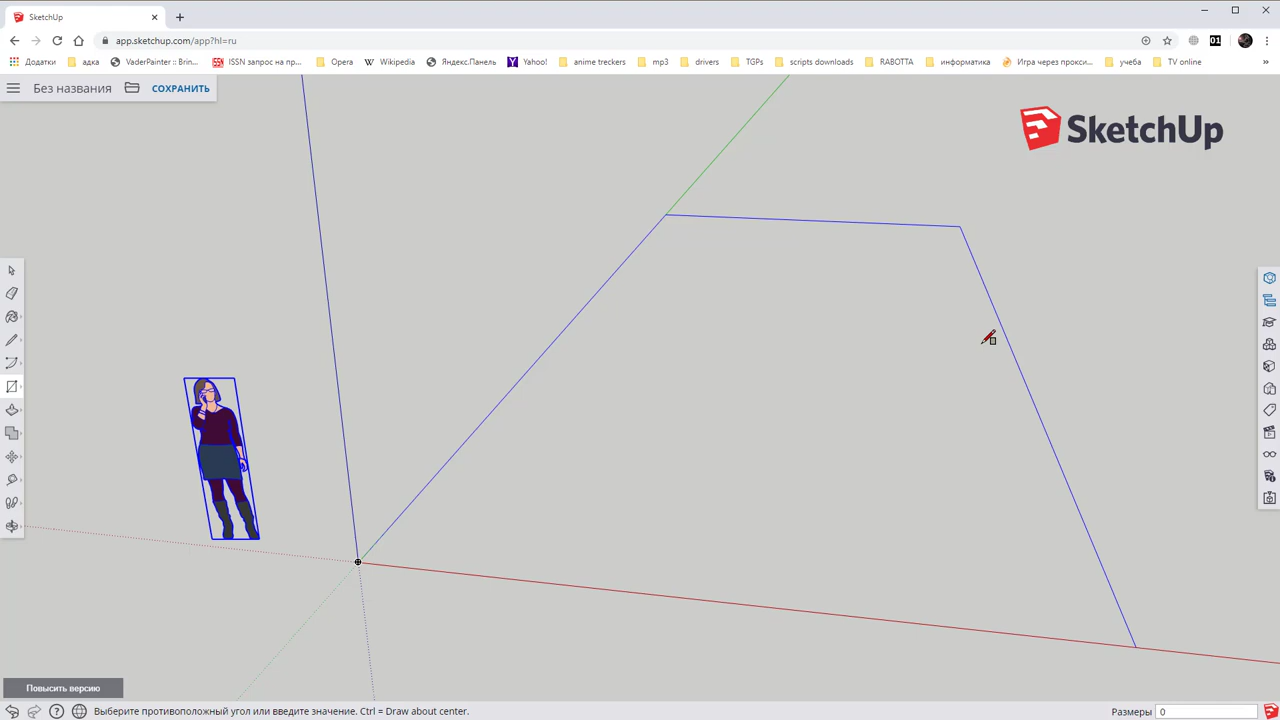 SketchUp
app.sketchup.com/app?hl=ru
01
Додатки адка VaderPainter :: Brin... ISSN запрос на пр... Opera Wikipedia Яндекс.Панель Yahoo! anime treckers mp3 drivers TGPs scripts downloads RABOTTA информатика Игра через прокси... учеба TV online »
Без названия СОХРАНИТЬ
SketchUp
Повысить версию
Выберите противоположный угол или введите значение. Ctrl = Draw about center. Размеры 0